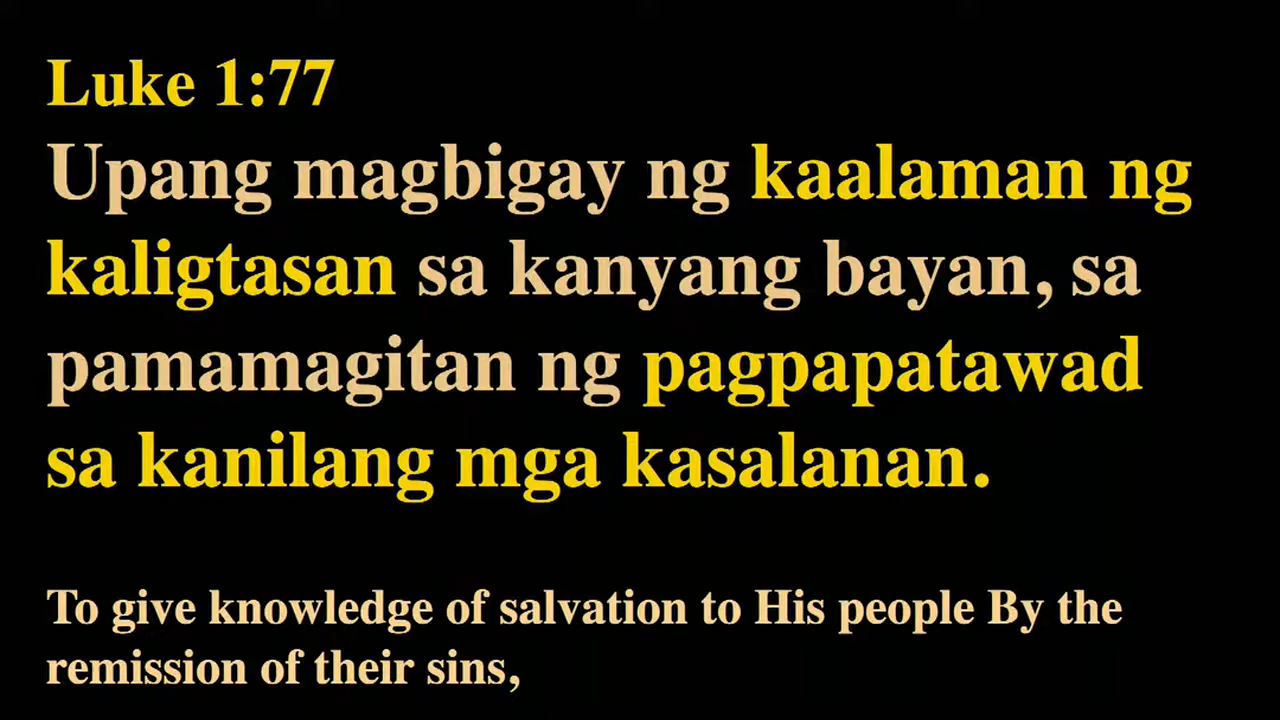 Luke 1:77
Upang magbigay ng kaalaman ng
kaligtasan sa kanyang bayan, sa
pamamagitan ng pagpapatawad
sa kanilang mga kasalanan.
To give knowledge of salvation to His people By the
remission of their sins,